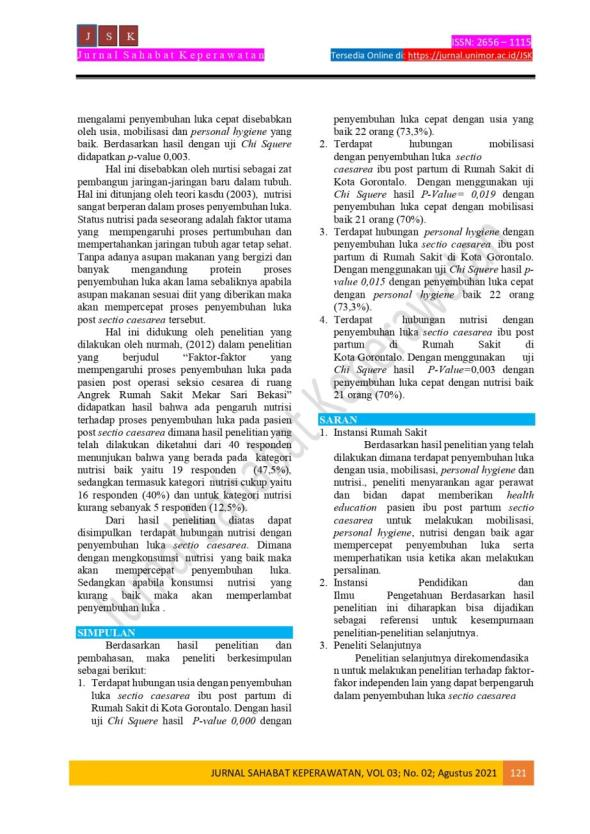 J S K
Jurnal Sahabat Keperawatan
ISSN: 2656 – 1115
Tersedia Online di: https://jurnal.unimor.ac.id/JSK
mengalami penyembuhan luka cepat disebabkan
oleh usia, mobilisasi dan personal hygiene yang
baik. Berdasarkan hasil dengan uji Chi Squere
didapatkan p-value 0,003.
Hal ini disebabkan oleh nurtisi sebagai zat
pembangun jaringan-jaringan baru dalam tubuh.
Hal ini ditunjang oleh teori kasdu (2003), nutrisi
sangat berperan dalam proses penyembuhan luka.
Status nutrisi pada seseorang adalah faktor utama
yang mempengaruhi proses pertumbuhan dan
mempertahankan jaringan tubuh agar tetap sehat.
Tanpa adanya asupan makanan yang bergizi dan
banyak mengandung protein proses
penyembuhan luka akan lama sebaliknya apabila
asupan makanan sesuai diit yang diberikan maka
akan mempercepat proses penyembuhan luka
post sectio caesarea tersebut.
Hal ini didukung oleh penelitian yang
dilakukan oleh nurmah, (2012) dalam penelitian
yang berjudul “Faktor-faktor yang
mempengaruhi proses penyembuhan luka pada
pasien post operasi seksio cesarea di ruang
Angrek Rumah Sakit Mekar Sari Bekasi”
didapatkan hasil bahwa ada pengaruh nutrisi
terhadap proses penyembuhan luka pada pasien
post sectio caesarea dimana hasil penelitian yang
telah dilakukan diketahui dari 40 responden
menunjukan bahwa yang berada pada kategori
nutrisi baik yaitu 19 responden (47,5%),
sedangkan termasuk kategori nutrisi cukup yaitu
16 responden (40%) dan untuk kategori nutrisi
kurang sebanyak 5 responden (12,5%).
Dari hasil penelitian diatas dapat
disimpulkan terdapat hubungan nutrisi dengan
penyembuhan luka sectio caesarea. Dimana
dengan mengkonsumsi nutrisi yang baik maka
akan mempercepat penyembuhan luka.
Sedangkan apabila konsumsi nutrisi yang
kurang baik maka akan memperlambat
penyembuhan luka .
SIMPULAN
Berdasarkan hasil penelitian dan
pembahasan, maka peneliti berkesimpulan
sebagai berikut:
1. Terdapat hubungan usia dengan penyembuhan
luka sectio caesarea ibu post partum di
Rumah Sakit di Kota Gorontalo. Dengan hasil
uji Chi Squere hasil P-value 0,000 dengan
penyembuhan luka cepat dengan usia yang
baik 22 orang (73,3%).
2. Terdapat hubungan mobilisasi
dengan penyembuhan luka sectio
caesarea ibu post partum di Rumah Sakit di
Kota Gorontalo. Dengan menggunakan uji
Chi Squere hasil P-Value= 0,019 dengan
penyembuhan luka cepat dengan mobilisasi
baik 21 orang (70%).
3. Terdapat hubungan personal hygiene dengan
penyembuhan luka sectio caesarea ibu post
partum di Rumah Sakit di Kota Gorontalo.
Dengan menggunakan uji Chi Squere hasil p-
value 0,015 dengan penyembuhan luka cepat
dengan personal hygiene baik 22 orang
(73,3%).
4. Terdapat hubungan nutrisi dengan
penyembuhan luka sectio caesarea ibu post
partum di Rumah Sakit di
Kota Gorontalo. Dengan menggunakan uji
Chi Squere hasil P-Value=0,003 dengan
penyembuhan luka cepat dengan nutrisi baik
21 orang (70%).
SARAN
1. Instansi Rumah Sakit
Berdasarkan hasil penelitian yang telah
dilakukan dimana terdapat penyembuhan luka
dengan usia, mobilisasi, personal hygiene dan
nutrisi., peneliti menyarankan agar perawat
dan bidan dapat memberikan health
education pasien ibu post partum sectio
caesarea untuk melakukan mobilisasi,
personal hygiene, nutrisi dengan baik agar
mempercepat penyembuhan luka serta
memperhatikan usia ketika akan melakukan
persalinan.
2. Instansi Pendidikan dan
Ilmu Pengetahuan Berdasarkan hasil
penelitian ini diharapkan bisa dijadikan
sebagai referensi untuk kesempurnaan
penelitian-penelitian selanjutnya.
3. Peneliti Selanjutnya
Penelitian selanjutnya direkomendasika
n untuk melakukan penelitian terhadap faktor-
fakor independen lain yang dapat berpengaruh
dalam penyembuhan luka sectio caesarea
Jurnal Sahabat Keperawatan
JURNAL SAHABAT KEPERAWATAN, VOL 03; No. 02; Agustus 2021 121